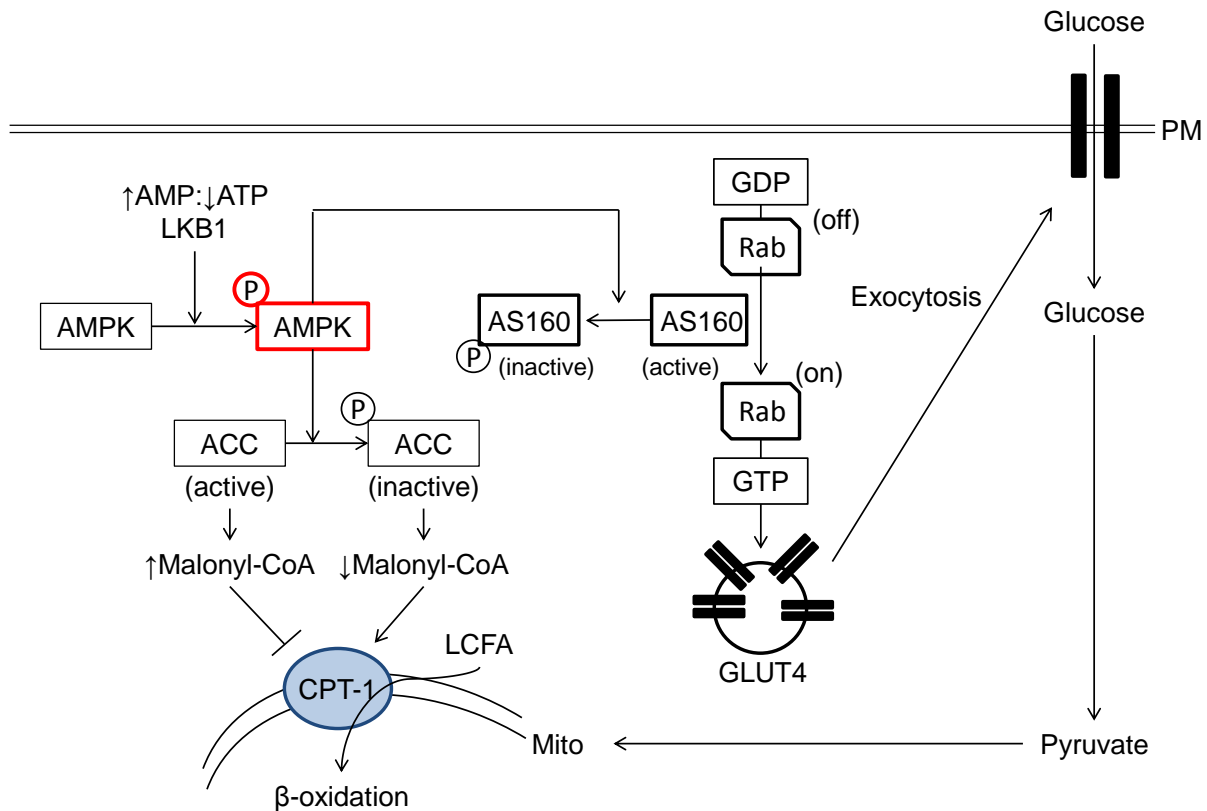 Glucose
PM
↑AMP:↓ATP
LKB1
GDP
(off)
Rab
P
AMPK
AMPK
AS160
P
(inactive)
AS160
(active)
Exocytosis
Glucose
(on)
Rab
GTP
P
ACC
(active)
ACC
(inactive)
↑Malonyl-CoA
↓Malonyl-CoA
GLUT4
LCFA
CPT-1
Mito
Pyruvate
β-oxidation